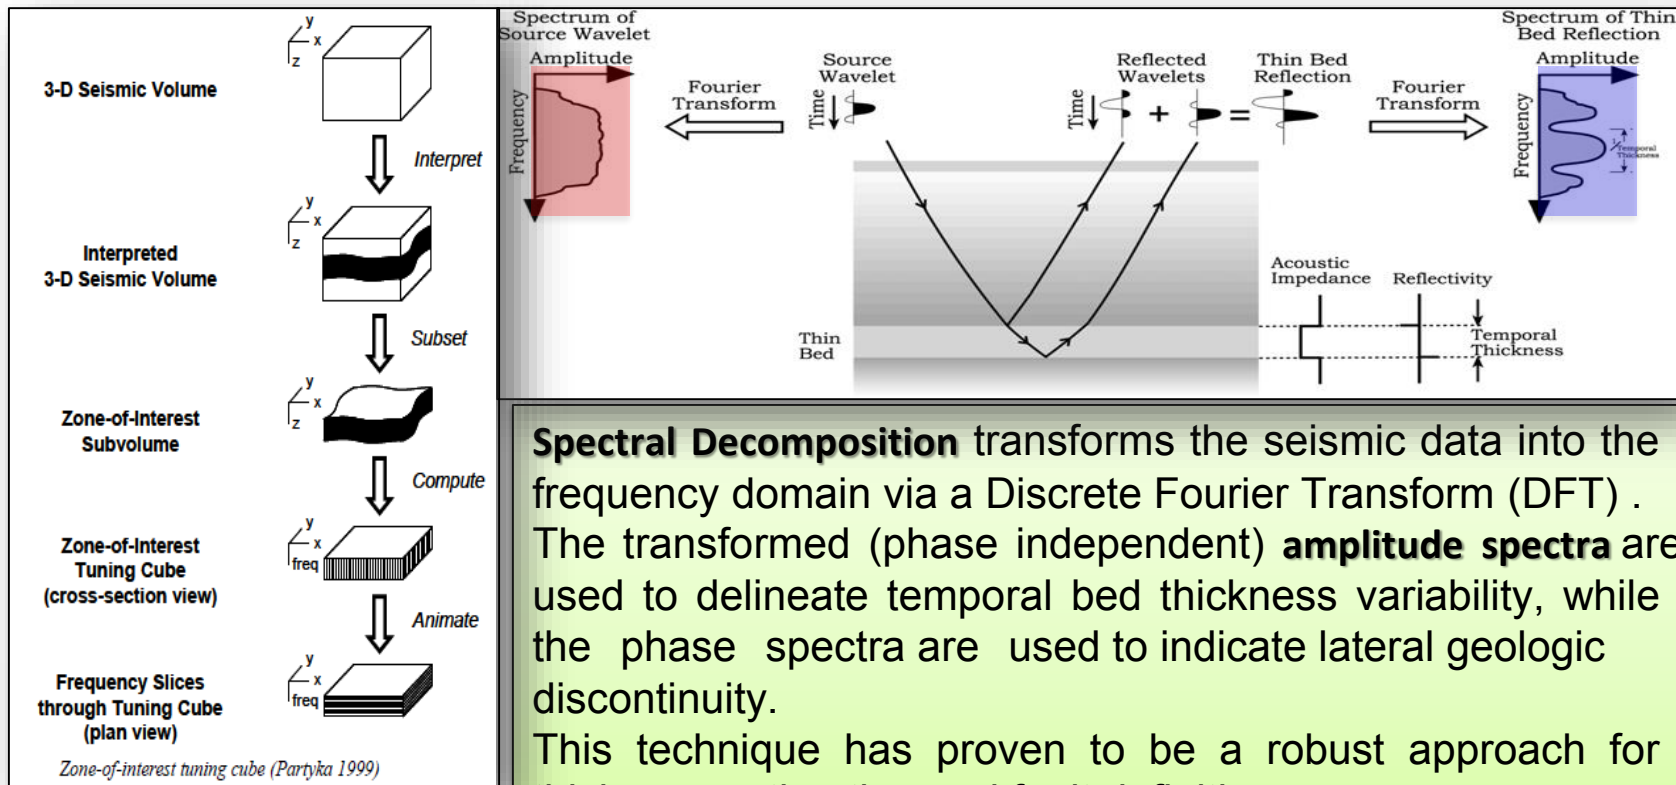 3-D Seismic Volume
y
x
z
Interpret
Interpreted
3-D Seismic Volume
y
x
z
Subset
Zone-of-Interest
Subvolume
y
x
z
Compute
Zone-of-Interest
Tuning Cube
(cross-section view)
y
x
freq
Animate
Frequency Slices
through Tuning Cube
(plan view)
y
x
freq
Zone-of-interest tuning cube (Partyka 1999)
Spectrum of
Source Wavelet
Amplitude
Frequency
Fourier
Transform
Source
Wavelet
Time
Reflected
Wavelets
Time
+
=
Thin Bed
Reflection
Fourier
Transform
Spectrum of Thin
Bed Reflection
Amplitude
Frequency
1/Temporal
Thickness
Thin
Bed
Acoustic
Impedance
Reflectivity
Temporal
Thickness
Spectral Decomposition transforms the seismic data into the
frequency domain via a Discrete Fourier Transform (DFT) .
The transformed (phase independent) amplitude spectra are
used to delineate temporal bed thickness variability, while
the phase spectra are used to indicate lateral geologic
discontinuity.
This technique has proven to be a robust approach for